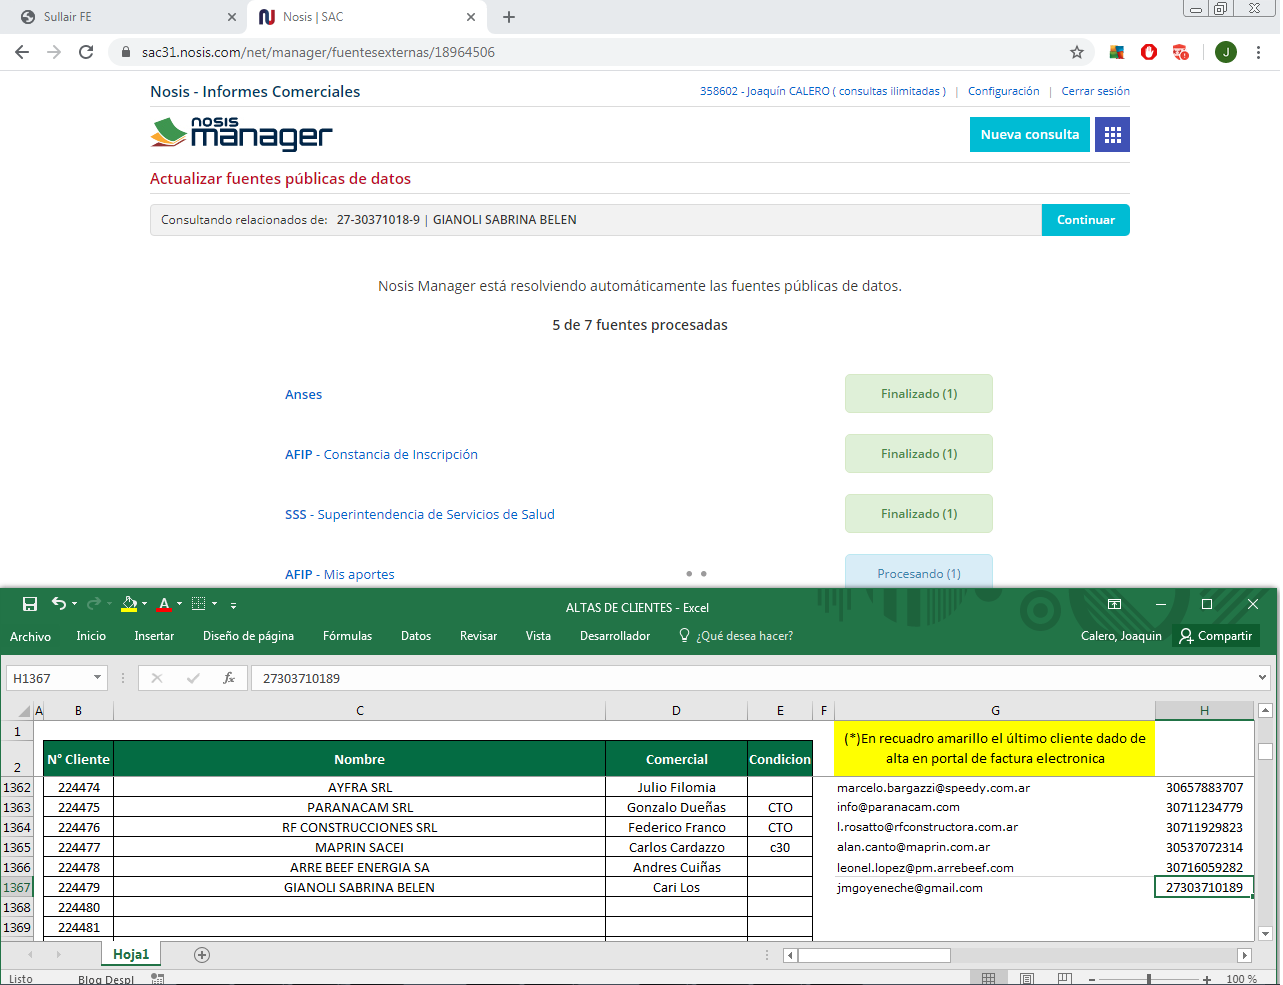 Sullair FE
Nosis | SAC
sac31.nosis.com/net/manager/fuentesexternas/18964506
J
Nosis - Informes Comerciales
358602 - Joaquín CALERO ( consultas ilimitadas ) | Configuración | Cerrar sesión
nosis
manager
Nueva consulta
Actualizar fuentes públicas de datos
Consultando relacionados de: 27-30371018-9 | GIANOLI SABRINA BELEN
Continuar
Nosis Manager está resolviendo automáticamente las fuentes públicas de datos.
5 de 7 fuentes procesadas
Anses
Finalizado (1)
AFIP - Constancia de Inscripción
Finalizado (1)
SSS - Superintendencia de Servicios de Salud
Finalizado (1)
AFIP - Mis aportes
Procesando (1)
ALTAS DE CLIENTES - Excel
Archivo Inicio Insertar Diseño de página Fórmulas Datos Revisar Vista Desarrollador ¿Qué desea hacer? Calero, Joaquin Compartir
H1367 fx 27303710189
A B C D E F G H
1
(*)En recuadro amarillo el último cliente dado de
alta en portal de factura electronica
2 N° Cliente Nombre Comercial Condicion
1362 224474 AYFRA SRL Julio Filomia marcelo.bargazzi@speedy.com.ar 30657883707
1363 224475 PARANACAM SRL Gonzalo Dueñas CTO info@paranacam.com 30711234779
1364 224476 RF CONSTRUCCIONES SRL Federico Franco CTO l.rosatto@rfconstructora.com.ar 30711929823
1365 224477 MAPRIN SACEI Carlos Cardazzo c30 alan.canto@maprin.com.ar 30537072314
1366 224478 ARRE BEEF ENERGIA SA Andres Cuiñas leonel.lopez@pm.arrebeef.com 30716059282
1367 224479 GIANOLI SABRINA BELEN Cari Los jmgoyeneche@gmail.com 27303710189
1368 224480
1369 224481
Hoja1
Listo Bloq Despl 100 %